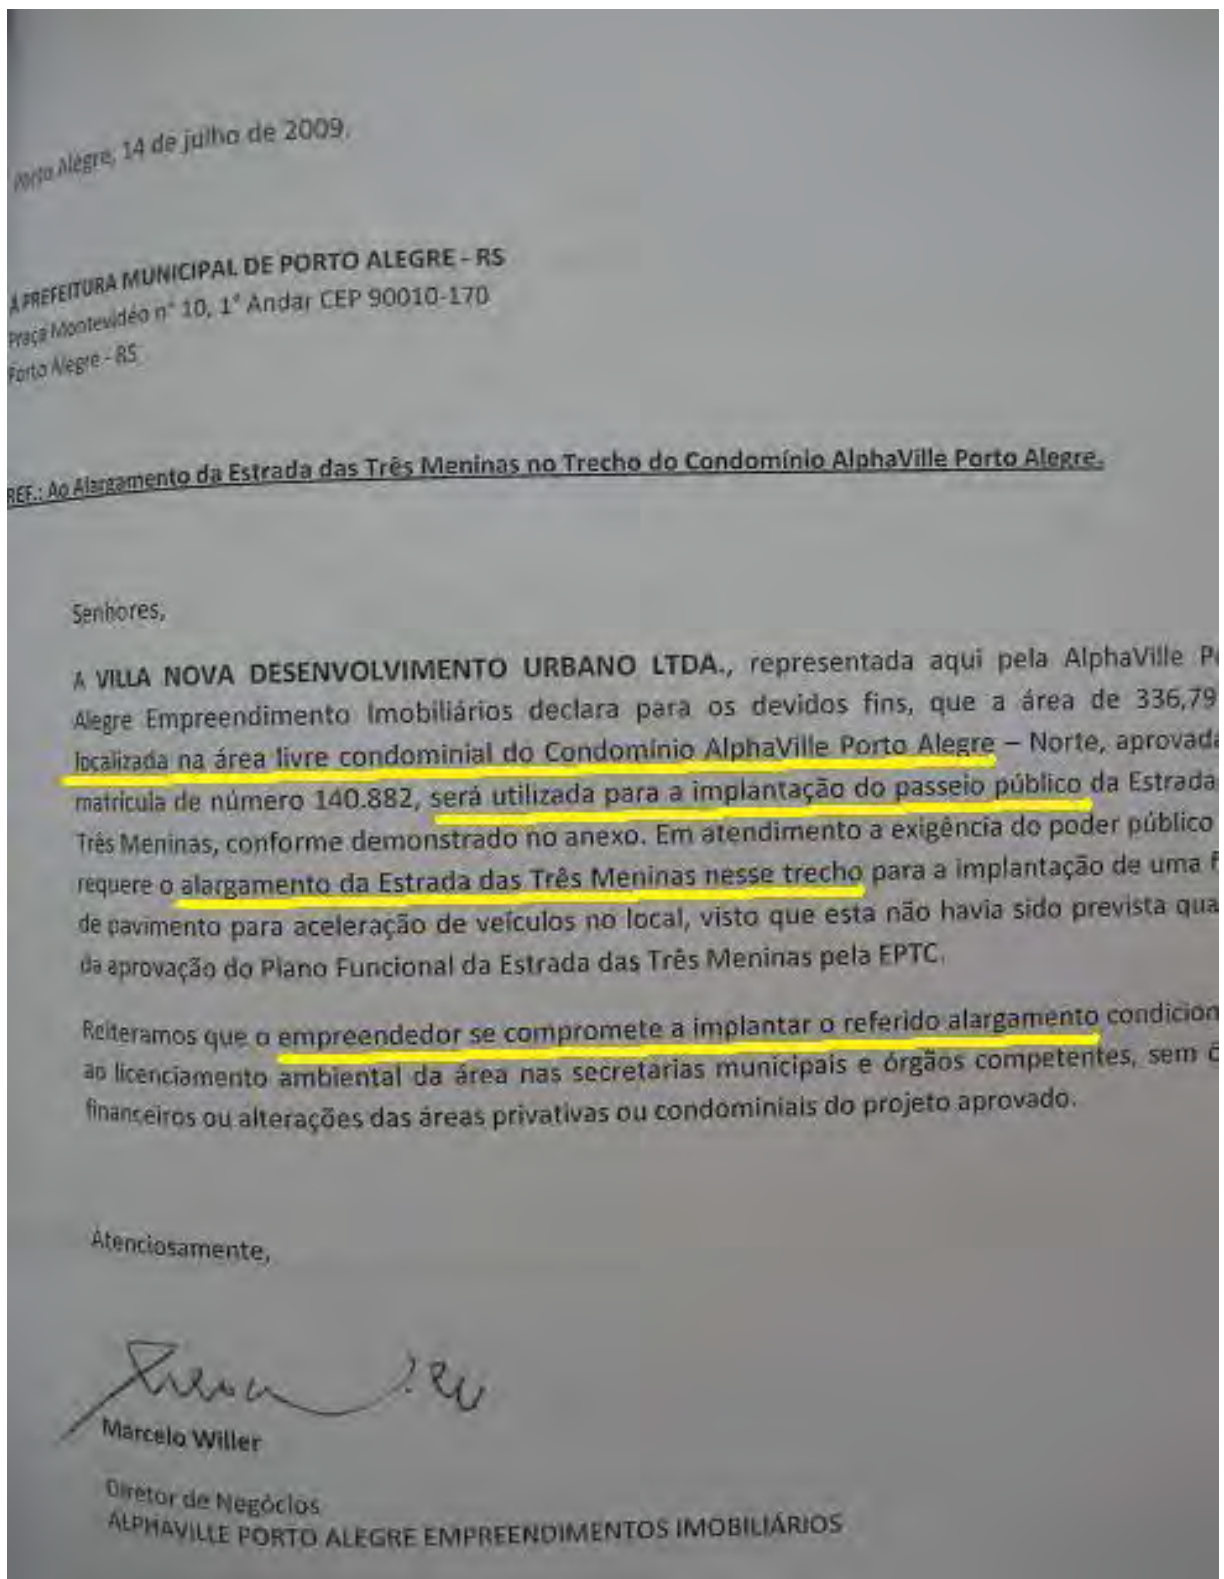 Porto Alegre, 14 de julho de 2009.
À PREFEITURA MUNICIPAL DE PORTO ALEGRE - RS
Praça Montevidéo n° 10, 1° Andar CEP 90010-170
Porto Alegre - RS
REF.: Ao Alargamento da Estrada das Três Meninas no Trecho do Condomínio AlphaVille Porto Alegre.
Senhores,
A VILLA NOVA DESENVOLVIMENTO URBANO LTDA., representada aqui pela AlphaVille
Alegre Empreendimento Imobiliários declara para os devidos fins, que a área de 336,79
localizada na área livre condominial do Condomínio AlphaVille Porto Alegre – Norte, aprovada
matrícula de número 140.882, será utilizada para a implantação do passeio público da Estrada
Três Meninas, conforme demonstrado no anexo. Em atendimento a exigência do poder público
requere o alargamento da Estrada das Três Meninas nesse trecho para a implantação de uma
de pavimento para aceleração de veículos no local, visto que esta não havia sido prevista
da aprovação do Plano Funcional da Estrada das Três Meninas pela EPTC.
Reiteramos que o empreendedor se compromete a implantar o referido alargamento
ao licenciamento ambiental da área nas secretarias municipais e órgãos competentes, sem
financeiros ou alterações das áreas privativas ou condominiais do projeto aprovado.
Atenciosamente,
Marcelo Willer
Diretor de Negócios
ALPHAVILLE PORTO ALEGRE EMPREENDIMENTOS IMOBILIÁRIOS